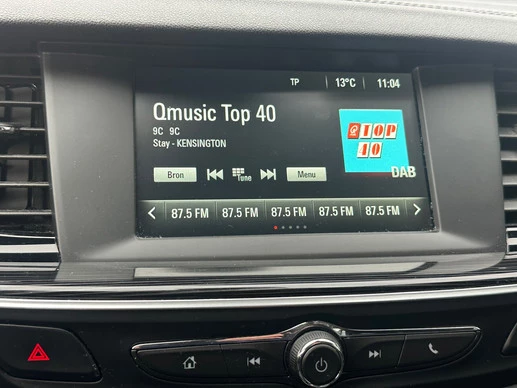 TP 13°C 11:04
Qmusic Top 40
9C 9C
Stay - KENSINGTON
TOP
40
DAB
Bron Tune Menu
87.5 FM 87.5 FM 87.5 FM 87.5 FM 87.5 FM